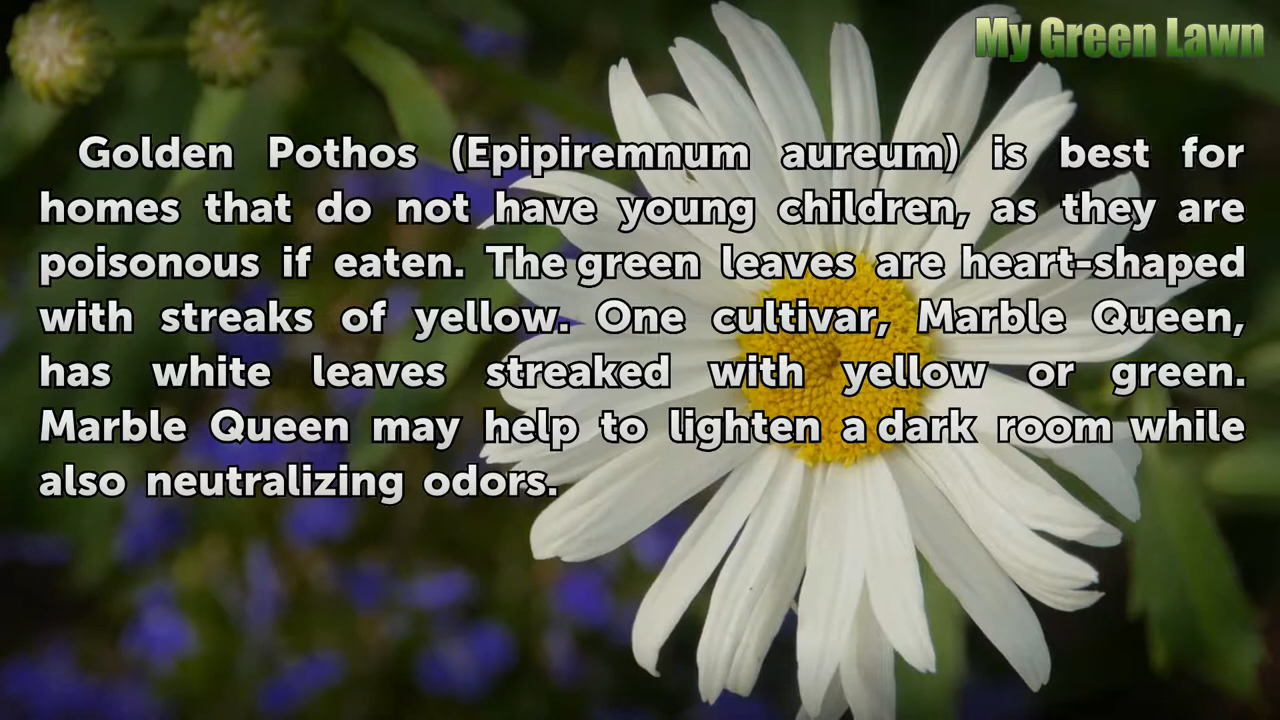 My Green Lawn
Golden Pothos (Epipiremnum aureum) is best for
homes that do not have young children, as they are
poisonous if eaten. The green leaves are heart-shaped
with streaks of yellow. One cultivar, Marble Queen,
has white leaves streaked with yellow or green.
Marble Queen may help to lighten a dark room while
also neutralizing odors.